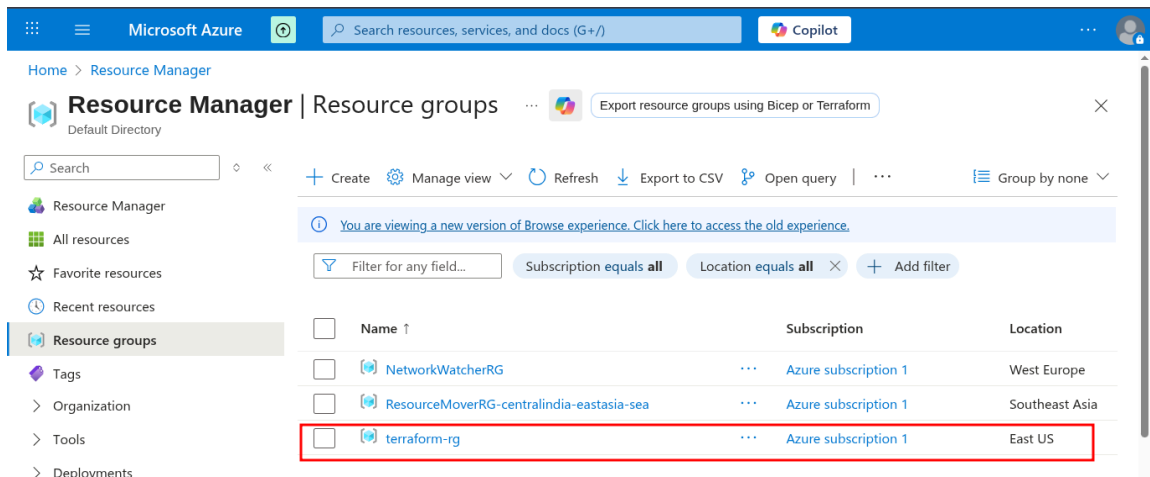 Microsoft Azure
Search resources, services, and docs (G+/)
Copilot
Home > Resource Manager
Resource Manager | Resource groups
Export resource groups using Bicep or Terraform
Default Directory
Search
Create
Manage view
Refresh
Export to CSV
Open query
Group by none
Resource Manager
All resources
Favorite resources
Recent resources
Resource groups
Tags
Organization
Tools
Deployments
You are viewing a new version of Browse experience. Click here to access the old experience.
Filter for any field...
Subscription equals all
Location equals all
Add filter
Name ↑ Subscription Location
NetworkWatcherRG ... Azure subscription 1 West Europe
ResourceMoverRG-centralindia-eastasia-sea ... Azure subscription 1 Southeast Asia
terraform-rg ... Azure subscription 1 East US